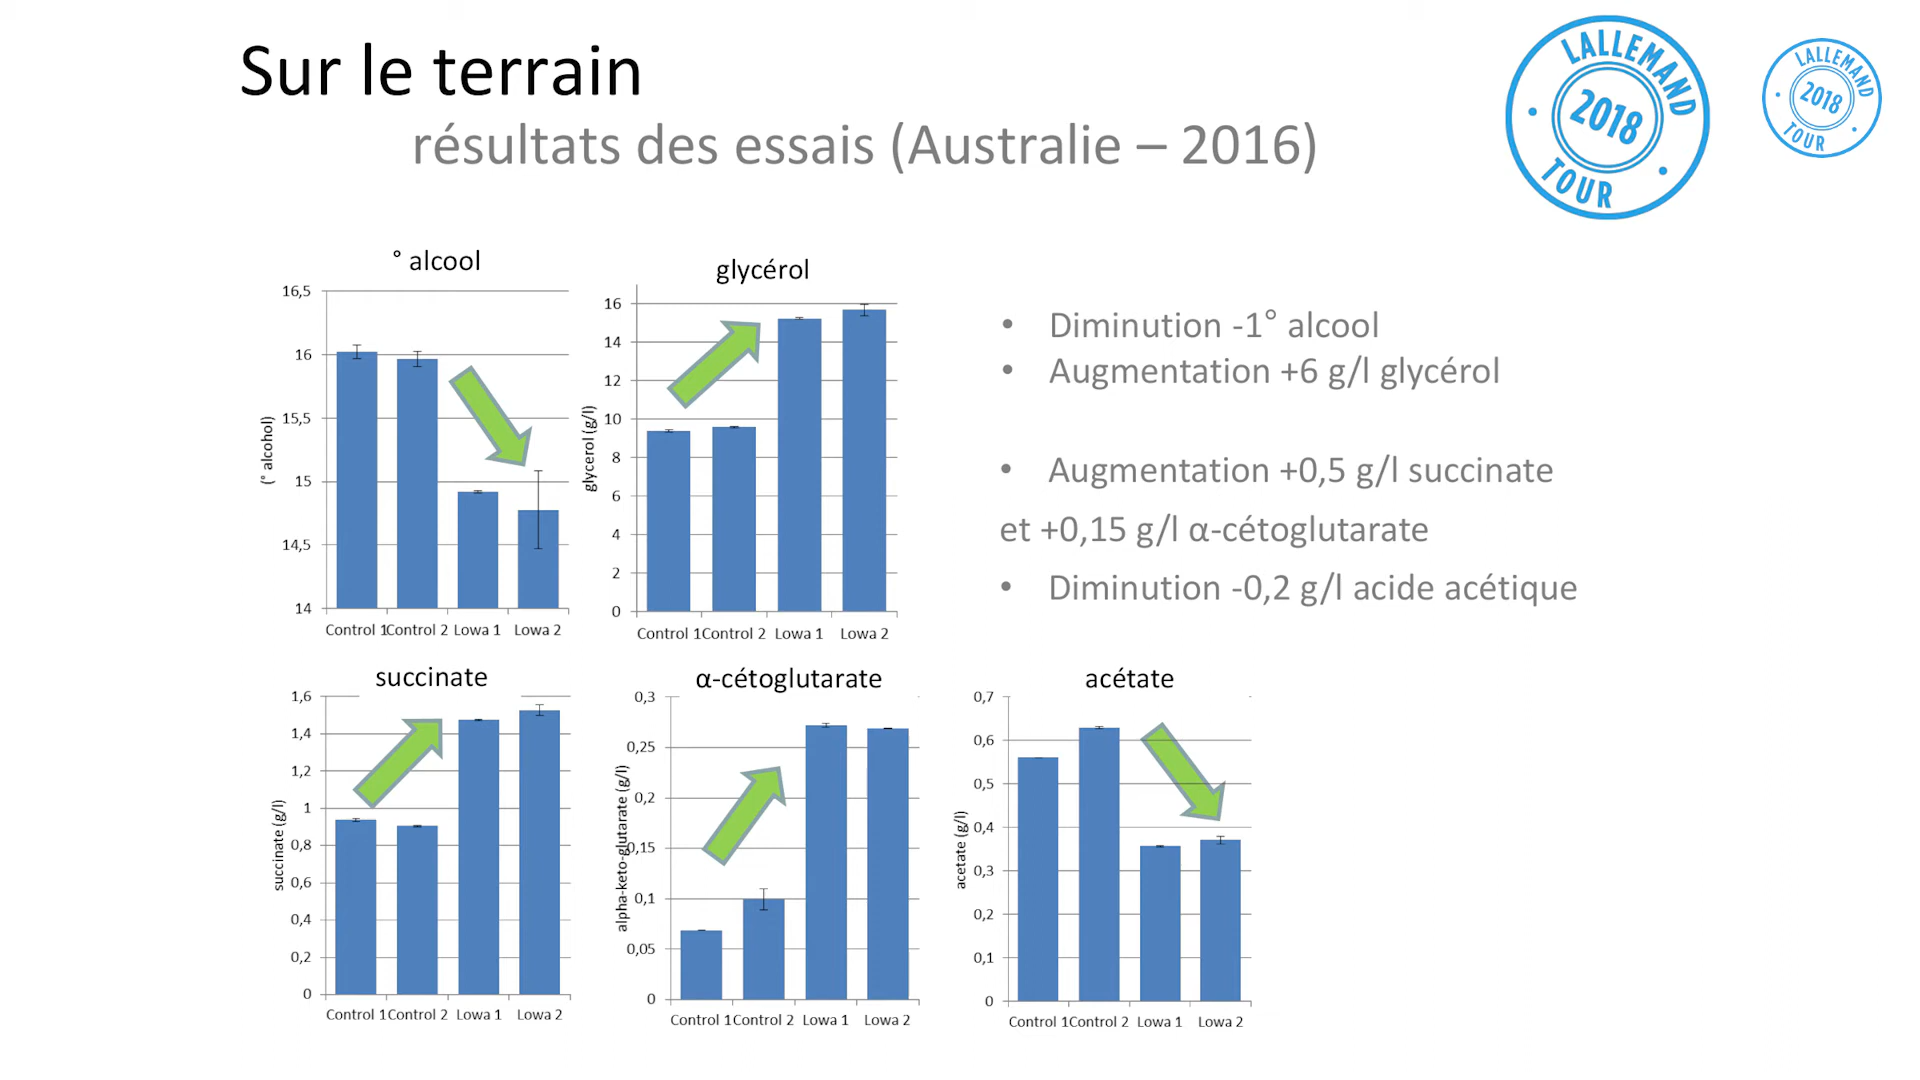 Sur le terrain
résultats des essais (Australie – 2016)
LALLEMAND
2018
TOUR
LALLEMAND
2018
TOUR
° alcool
(° alcohol)
16,5
16
15,5
15
14,5
14
Control 1 Control 2 Lowa 1 Lowa 2
glycérol
glycerol (g/l)
16
14
12
10
8
6
4
2
0
Control 1 Control 2 Lowa 1 Lowa 2
• Diminution -1° alcool
• Augmentation +6 g/l glycérol
• Augmentation +0,5 g/l succinate
et +0,15 g/l α-cétoglutarate
• Diminution -0,2 g/l acide acétique
succinate
succinate (g/l)
1,6
1,4
1,2
1
0,8
0,6
0,4
0,2
0
Control 1 Control 2 Lowa 1 Lowa 2
α-cétoglutarate
alpha-keto-glutarate (g/l)
0,3
0,25
0,2
0,15
0,1
0,05
0
Control 1 Control 2 Lowa 1 Lowa 2
acétate
acetate (g/l)
0,7
0,6
0,5
0,4
0,3
0,2
0,1
0
Control 1 Control 2 Lowa 1 Lowa 2